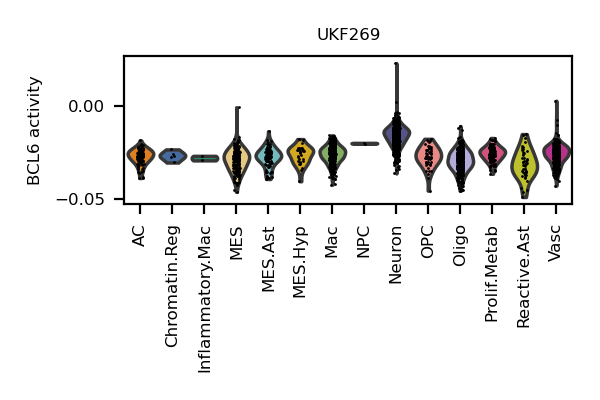 UKF269
BCL6 activity
0.00
−0.05
AC
Chromatin.Reg
Inflammatory.Mac
MES
MES.Ast
MES.Hyp
Mac
NPC
Neuron
OPC
Oligo
Prolif.Metab
Reactive.Ast
Vasc